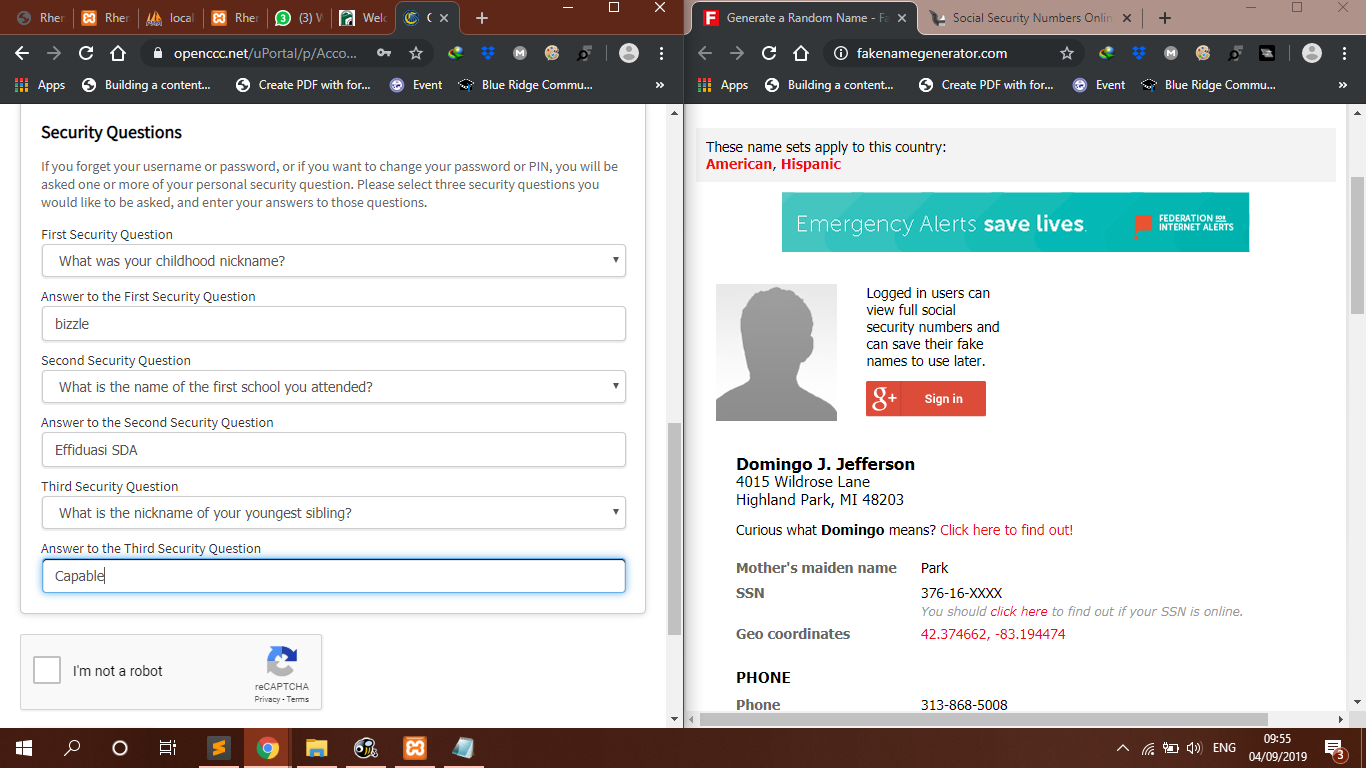 Rher
Rher
local
Rher
(3) W
Welc
C
openccc.net/uPortal/p/Acco...
Apps
Building a content...
Create PDF with for...
Event
Blue Ridge Commu...
»
Security Questions
If you forget your username or password, or if you want to change your password or PIN, you will be
asked one or more of your personal security question. Please select three security questions you
would like to be asked, and enter your answers to those questions.
First Security Question
What was your childhood nickname?
Answer to the First Security Question
bizzle
Second Security Question
What is the name of the first school you attended?
Answer to the Second Security Question
Effiduasi SDA
Third Security Question
What is the nickname of your youngest sibling?
Answer to the Third Security Question
Capable
I'm not a robot
reCAPTCHA
Privacy - Terms
Generate a Random Name - Fa
Social Security Numbers Onlin
fakenamegenerator.com
Apps
Building a content...
Create PDF with for...
Event
Blue Ridge Commu...
»
These name sets apply to this country:
American, Hispanic
Emergency Alerts save lives.
FEDERATION FOR
INTERNET ALERTS
Logged in users can
view full social
security numbers and
can save their fake
names to use later.
g+ Sign in
Domingo J. Jefferson
4015 Wildrose Lane
Highland Park, MI 48203
Curious what Domingo means? Click here to find out!
Mother's maiden name Park
SSN 376-16-XXXX
You should click here to find out if your SSN is online.
Geo coordinates 42.374662, -83.194474
PHONE
Phone 313-868-5008
ENG
09:55
04/09/2019
3